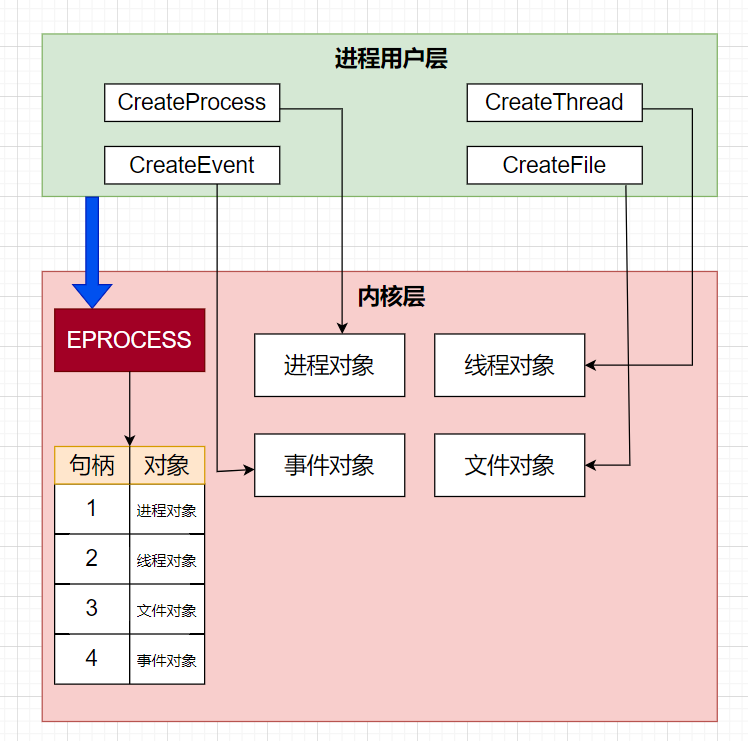 进程用户层
CreateProcess
CreateThread
CreateEvent
CreateFile
内核层
EPROCESS
进程对象
线程对象
事件对象
文件对象
句柄 对象
1 进程对象
2 线程对象
3 文件对象
4 事件对象